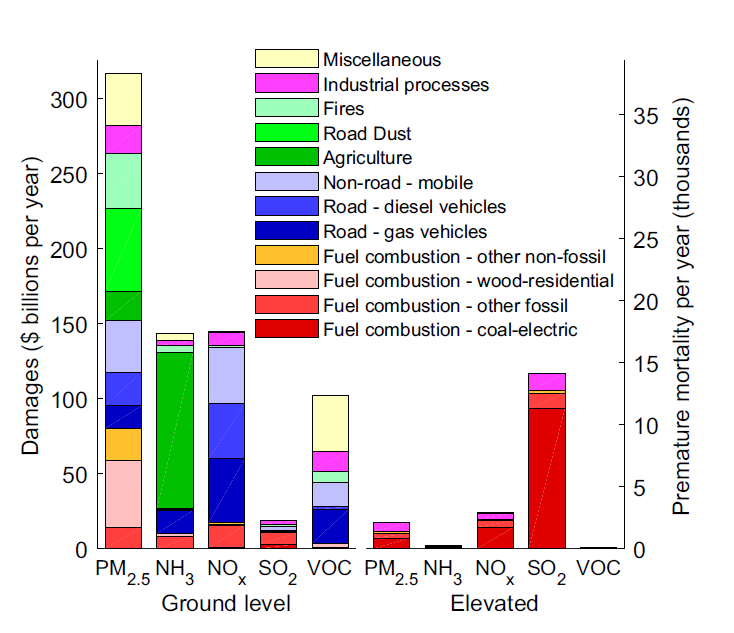 Miscellaneous
Industrial processes
Fires
Road Dust
Agriculture
Non-road - mobile
Road - diesel vehicles
Road - gas vehicles
Fuel combustion - other non-fossil
Fuel combustion - wood-residential
Fuel combustion - other fossil
Fuel combustion - coal-electric
Damages ($ billions per year)
300
250
200
150
100
50
0
Premature mortality per year (thousands)
35
30
25
20
15
10
5
0
PM2.5 NH3 NOx SO2 VOC PM2.5 NH3 NOx SO2 VOC
Ground level Elevated